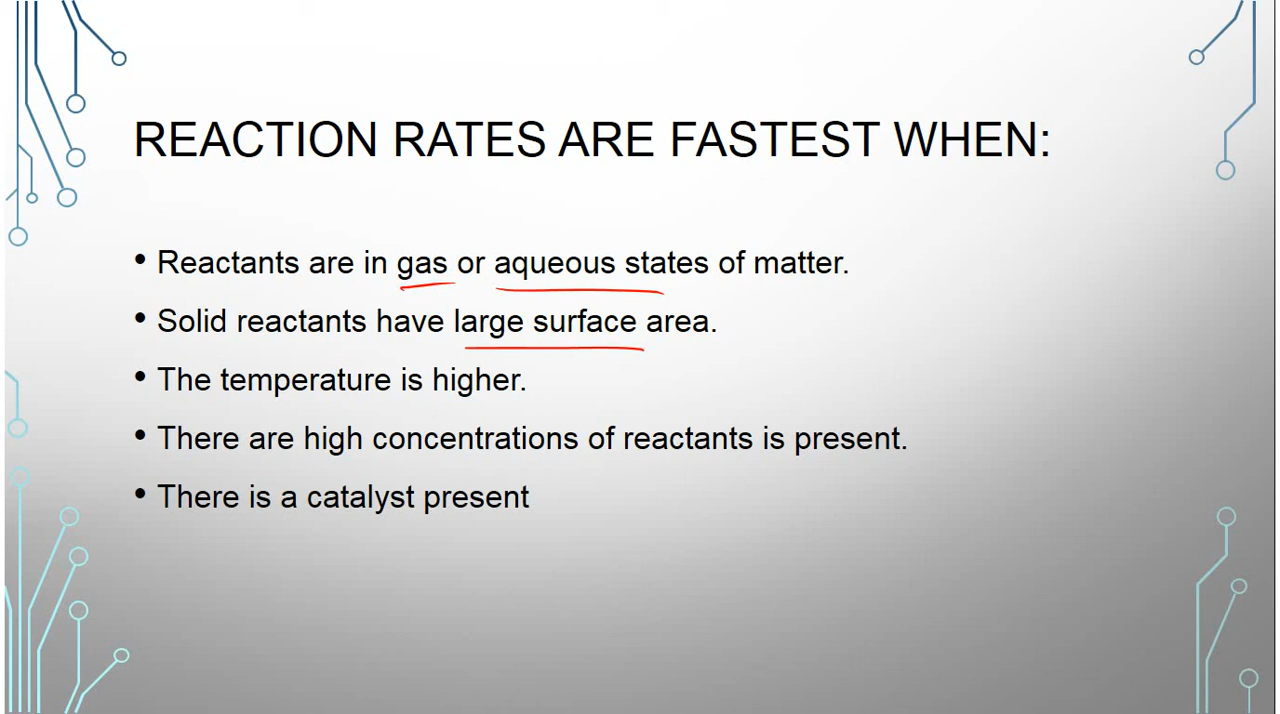 REACTION RATES ARE FASTEST WHEN:
• Reactants are in gas or aqueous states of matter.
• Solid reactants have large surface area.
• The temperature is higher.
• There are high concentrations of reactants is present.
• There is a catalyst present